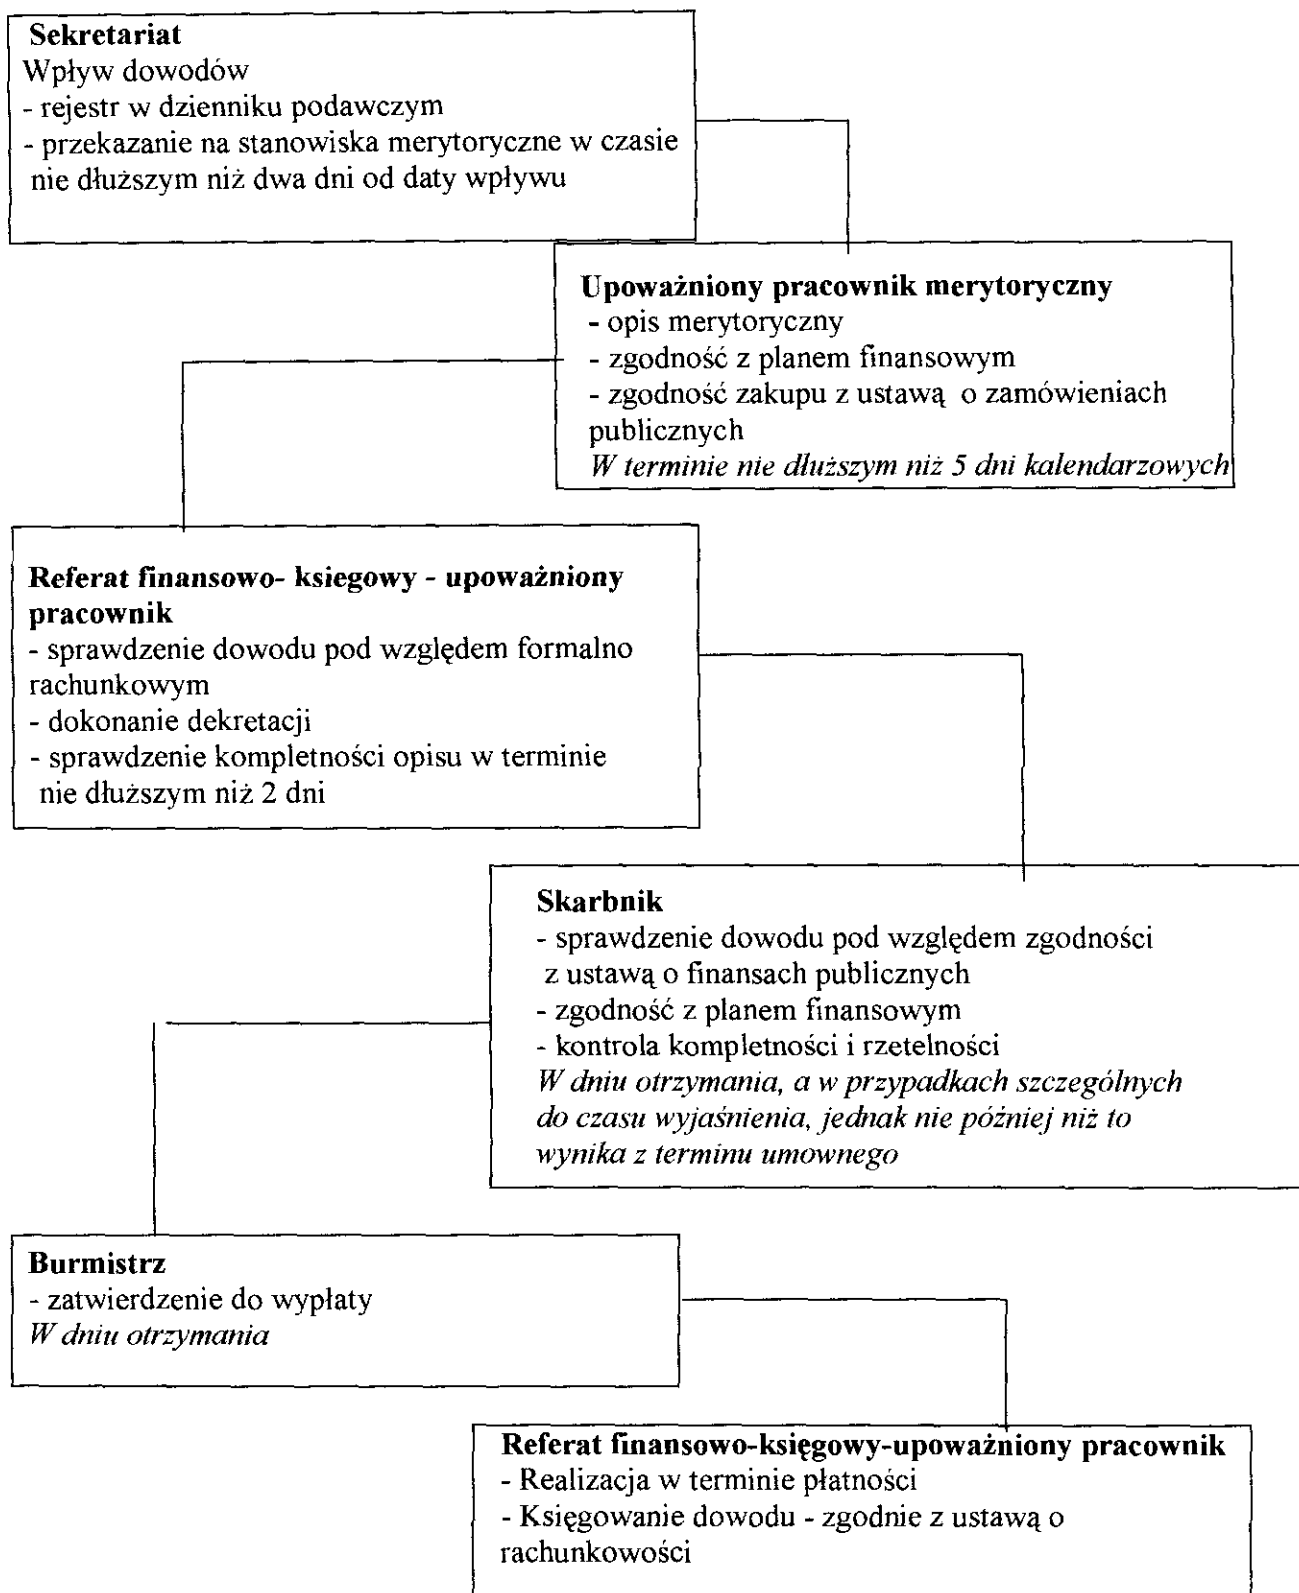 Sekretariat
Wpływ dowodów
- rejestr w dzienniku podawczym
- przekazanie na stanowiska merytoryczne w czasie
nie dłuższym niż dwa dni od daty wpływu
Upoważniony pracownik merytoryczny
- opis merytoryczny
- zgodność z planem finansowym
- zgodność zakupu z ustawą o zamówieniach
publicznych
W terminie nie dłuższym niż 5 dni kalendarzowych
Referat finansowo- ksiegowy - upoważniony
pracownik
- sprawdzenie dowodu pod względem formalno
rachunkowym
- dokonanie dekretacji
- sprawdzenie kompletności opisu w terminie
nie dłuższym niż 2 dni
Skarbnik
- sprawdzenie dowodu pod względem zgodności
z ustawą o finansach publicznych
- zgodność z planem finansowym
- kontrola kompletności i rzetelności
W dniu otrzymania, a w przypadkach szczególnych
do czasu wyjaśnienia, jednak nie później niż to
wynika z terminu umownego
Burmistrz
- zatwierdzenie do wypłaty
W dniu otrzymania
Referat finansowo-księgowy-upoważniony pracownik
- Realizacja w terminie płatności
- Księgowanie dowodu - zgodnie z ustawą o
rachunkowości